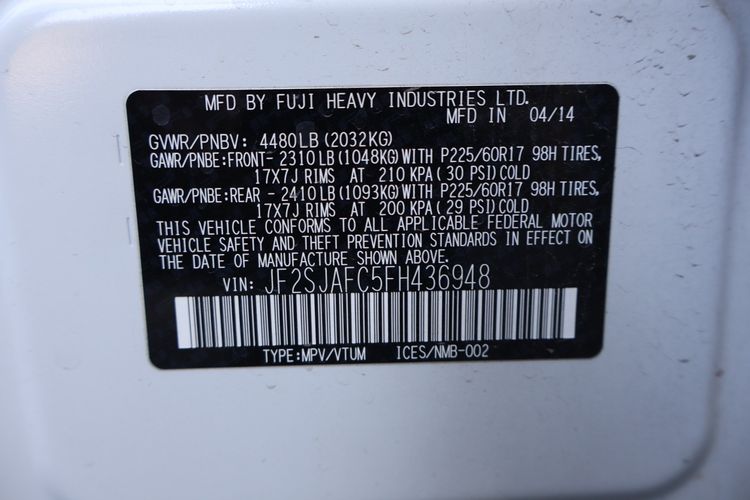 MFD BY FUJI HEAVY INDUSTRIES LTD.
MFD IN 04/14
GVWR/PNBV: 4480LB (2032KG)
GAWR/PNBE:FRONT- 2310 LB (1048KG) WITH P225/60R17 98H TIRES,
17X7J RIMS AT 210 KPA ( 30 PSI) COLD
GAWR/PNBE:REAR - 2410 LB (1093KG) WITH P225/60R17 98H TIRES,
17X7J RIMS AT 200 KPA ( 29 PSI) COLD
THIS VEHICLE CONFORMS TO ALL APPLICABLE FEDERAL MOTOR
VEHICLE SAFETY AND THEFT PREVENTION STANDARDS IN EFFECT ON
THE DATE OF MANUFACTURE SHOWN ABOVE.
VIN: JF2SJAFC5FH436948
TYPE:MPV/VTUM ICES/NMB-002